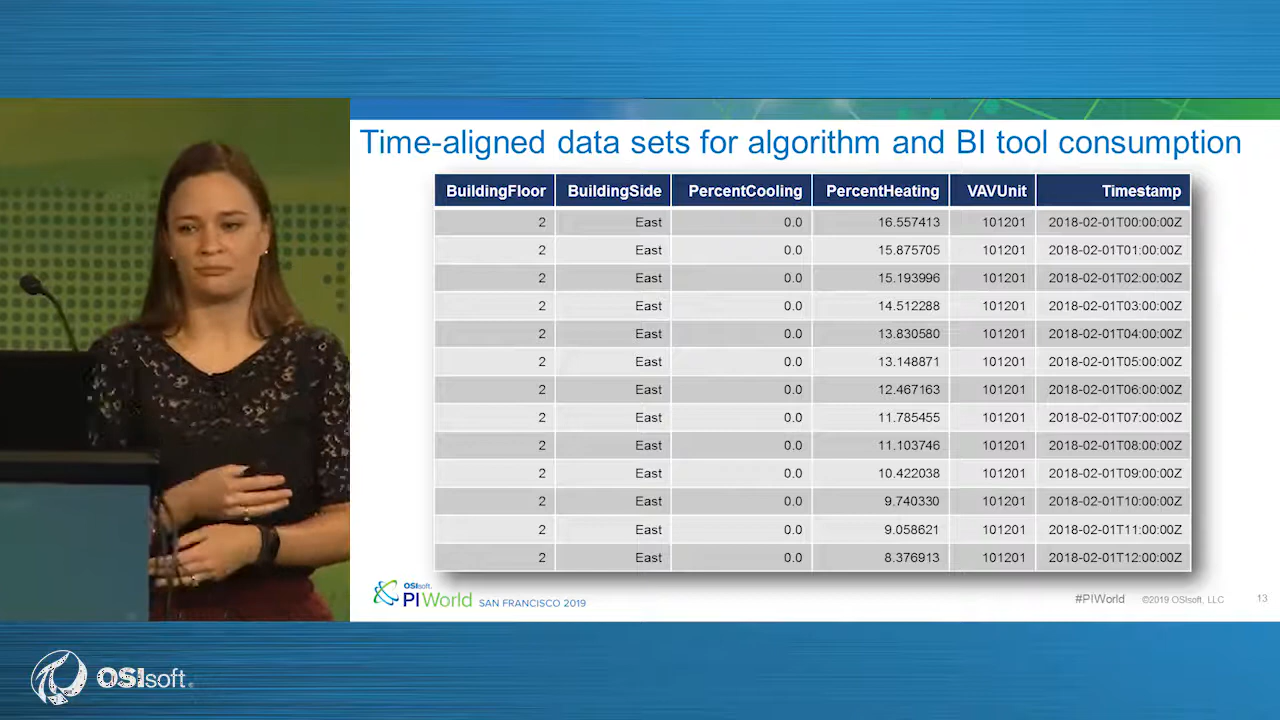 Time-aligned data sets for algorithm and BI tool consumption
BuildingFloor BuildingSide PercentCooling PercentHeating VAVUnit Timestamp
2 East 0.0 16.557413 101201 2018-02-01T00:00:00Z
2 East 0.0 15.875705 101201 2018-02-01T01:00:00Z
2 East 0.0 15.193996 101201 2018-02-01T02:00:00Z
2 East 0.0 14.512288 101201 2018-02-01T03:00:00Z
2 East 0.0 13.830580 101201 2018-02-01T04:00:00Z
2 East 0.0 13.148871 101201 2018-02-01T05:00:00Z
2 East 0.0 12.467163 101201 2018-02-01T06:00:00Z
2 East 0.0 11.785455 101201 2018-02-01T07:00:00Z
2 East 0.0 11.103746 101201 2018-02-01T08:00:00Z
2 East 0.0 10.422038 101201 2018-02-01T09:00:00Z
2 East 0.0 9.740330 101201 2018-02-01T10:00:00Z
2 East 0.0 9.058621 101201 2018-02-01T11:00:00Z
2 East 0.0 8.376913 101201 2018-02-01T12:00:00Z
OSIsoft.
PIWorld SAN FRANCISCO 2019
#PIWorld ©2019 OSIsoft, LLC 13
OSIsoft.